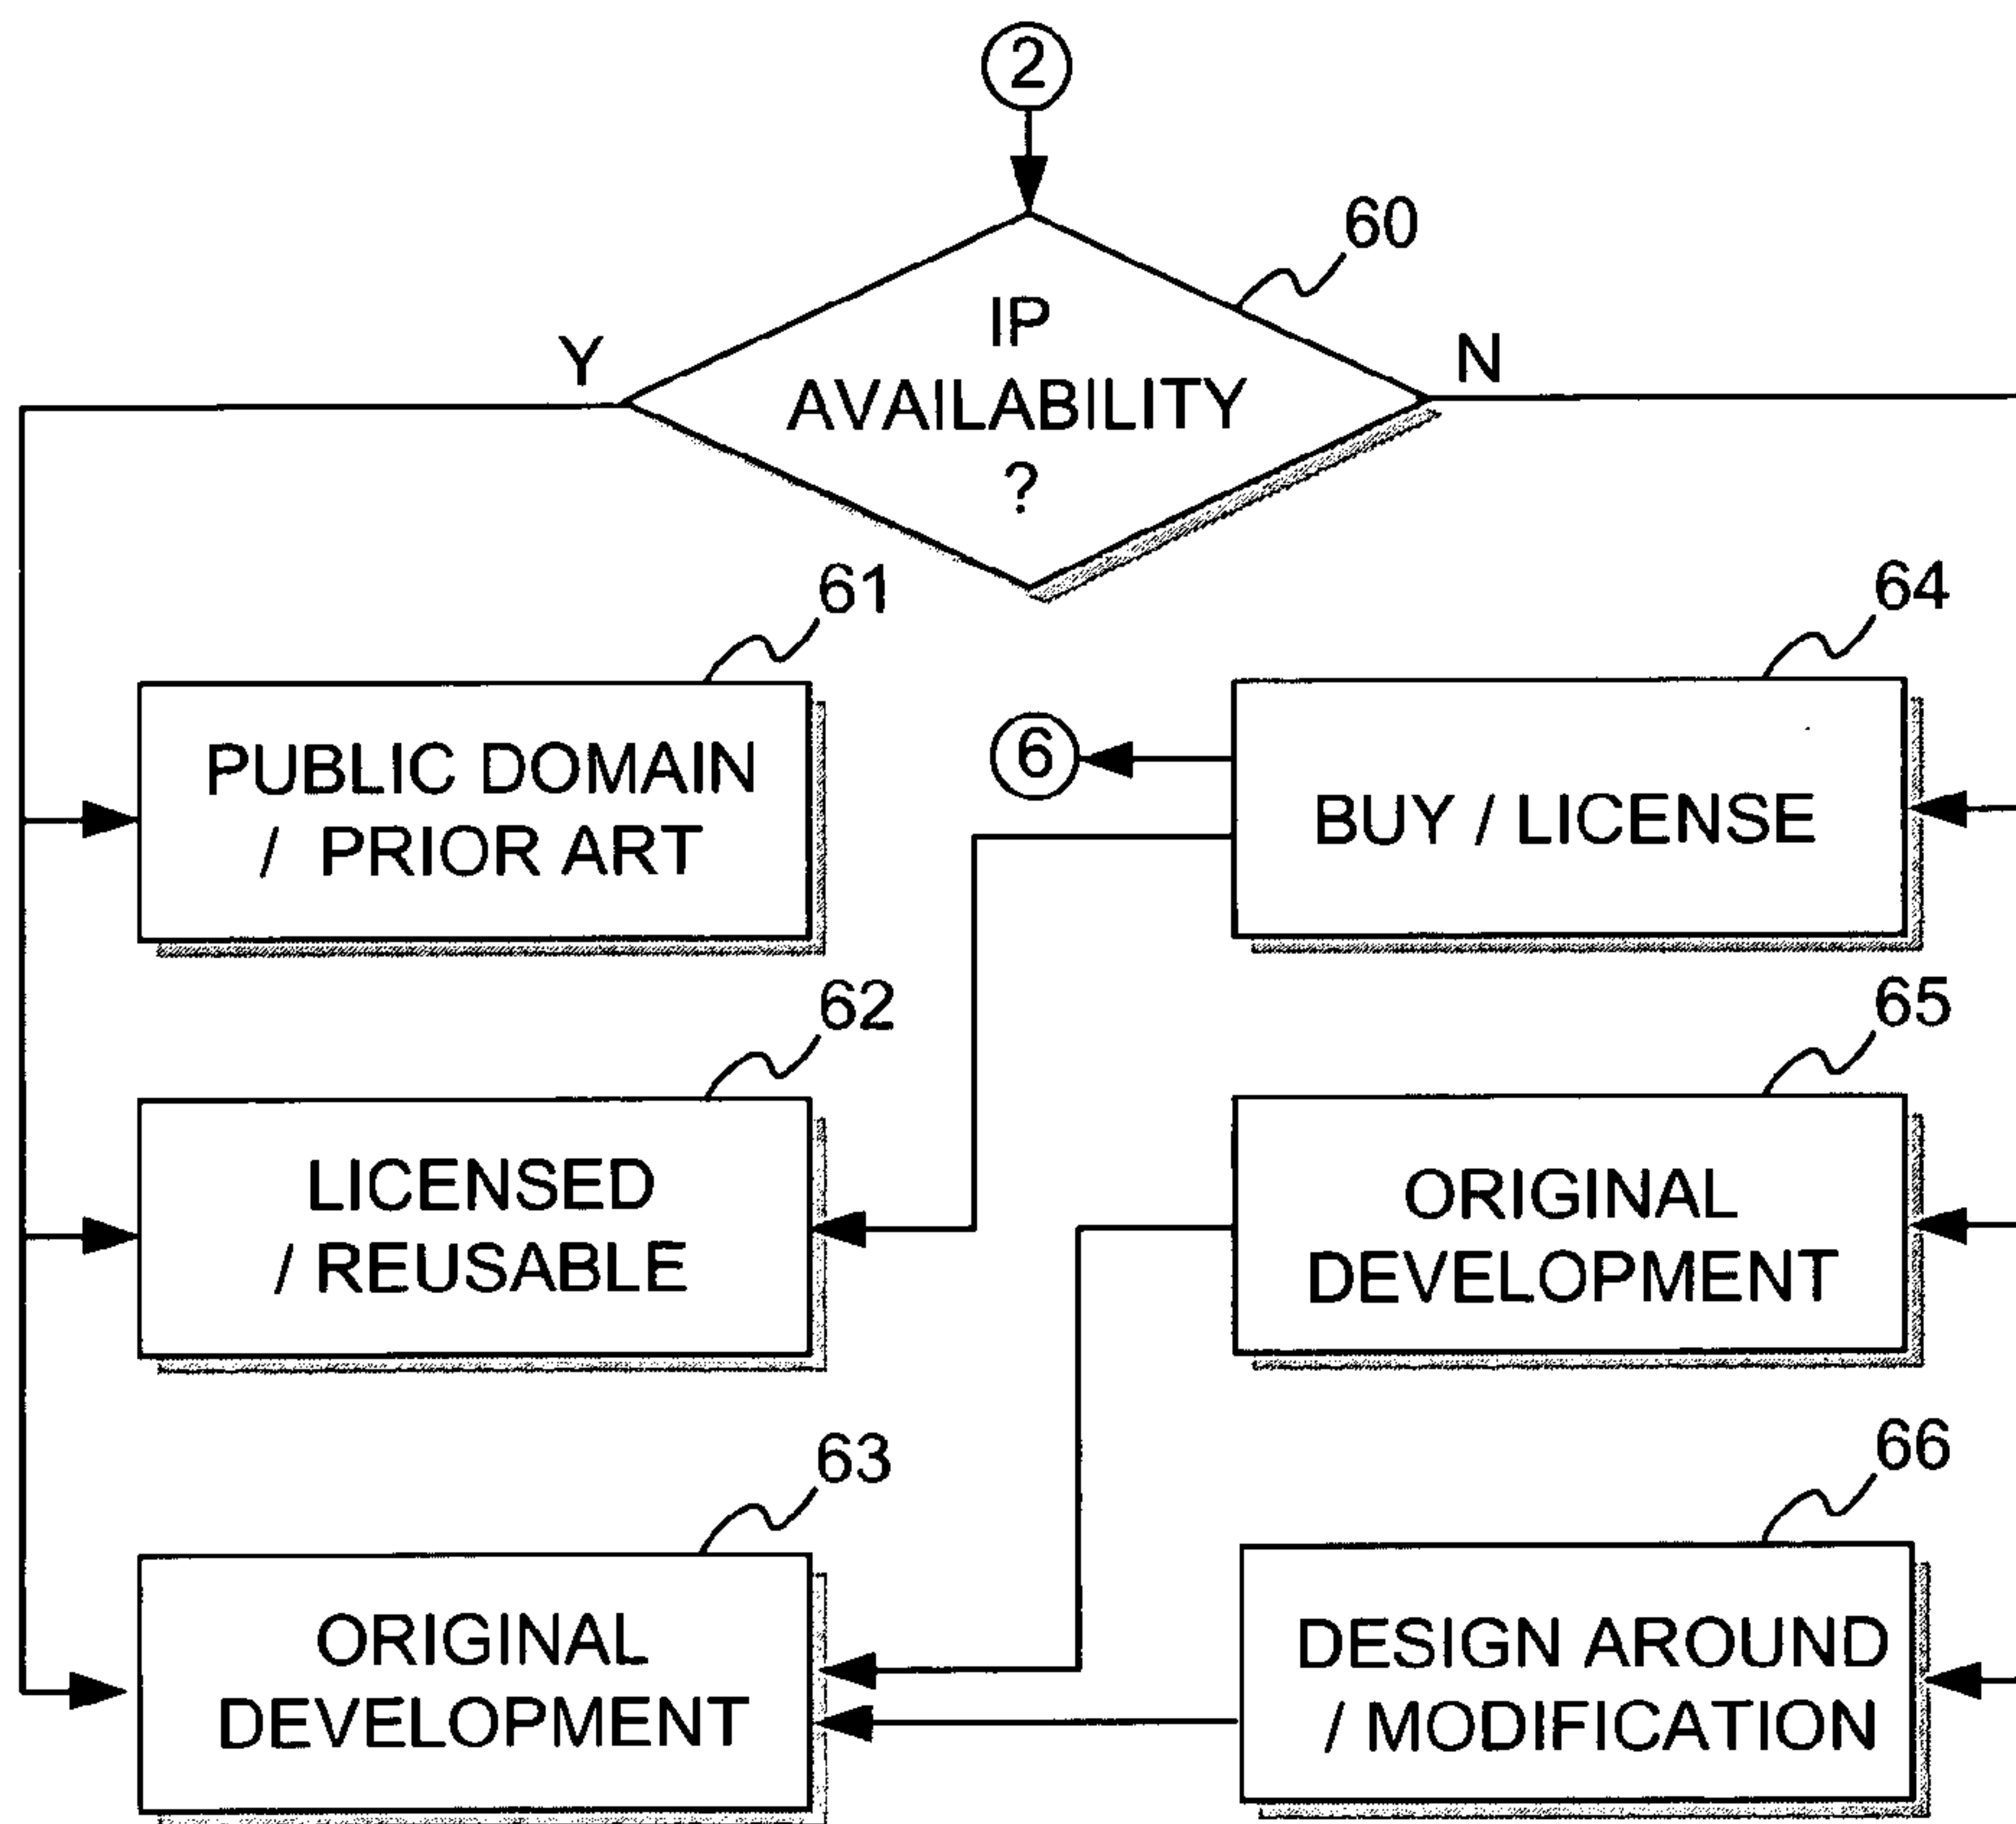 2
60
IP
AVAILABILITY
?
Y
N
61
PUBLIC DOMAIN
/ PRIOR ART
64
6
BUY / LICENSE
62
LICENSED
/ REUSABLE
65
ORIGINAL
DEVELOPMENT
63
ORIGINAL
DEVELOPMENT
66
DESIGN AROUND
/ MODIFICATION